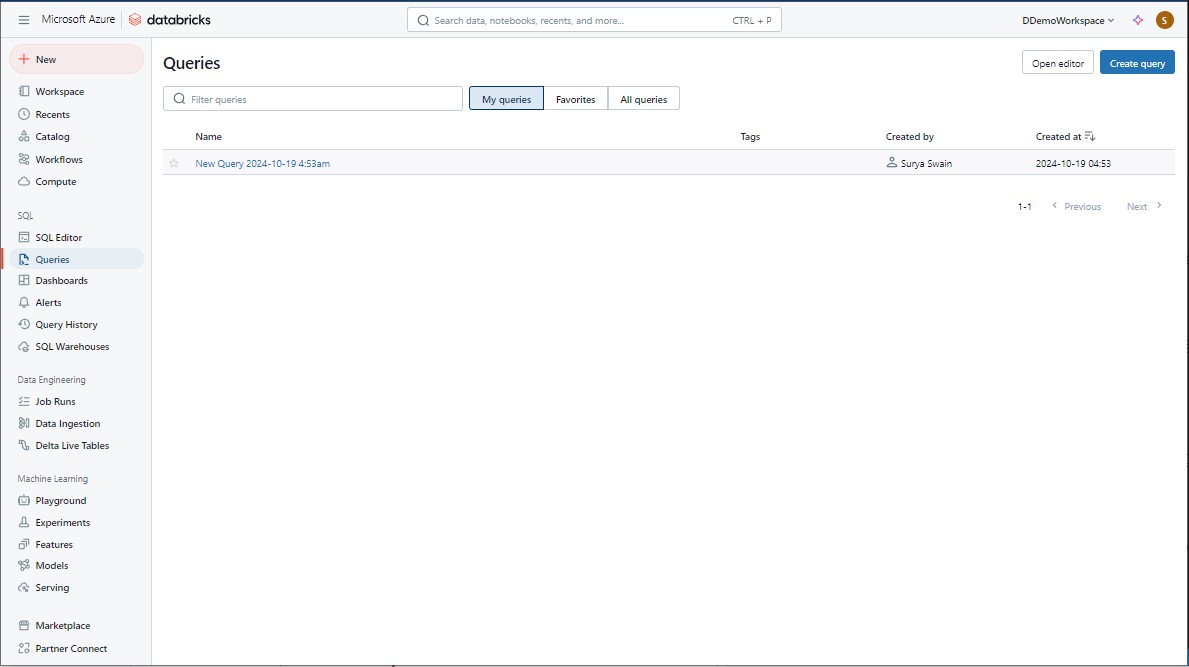 Microsoft Azure databricks Search data, notebooks, recents, and more... CTRL + P DDemoWorkspace S
New
Workspace
Recents
Catalog
Workflows
Compute
SQL
SQL Editor
Queries
Dashboards
Alerts
Query History
SQL Warehouses
Data Engineering
Job Runs
Data Ingestion
Delta Live Tables
Machine Learning
Playground
Experiments
Features
Models
Serving
Marketplace
Partner Connect
Queries Open editor Create query
Filter queries My queries Favorites All queries
Name Tags Created by Created at
New Query 2024-10-19 4:53am Surya Swain 2024-10-19 04:53
1-1 Previous Next